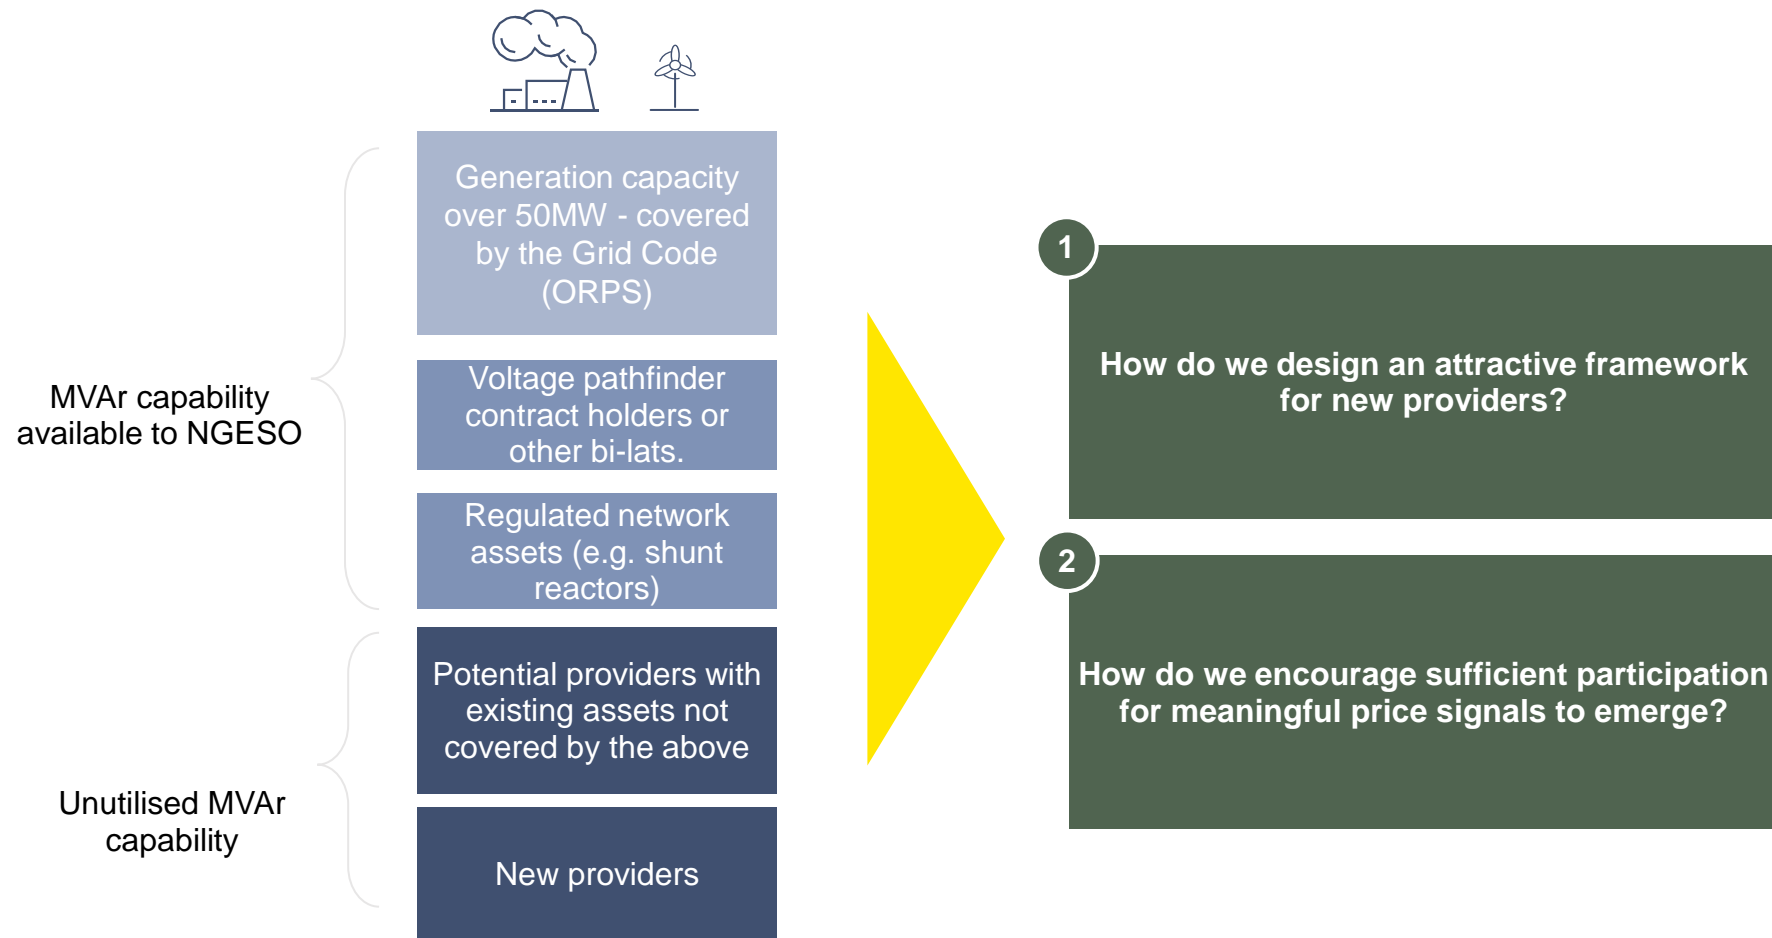 Generation capacity
over 50MW - covered
by the Grid Code
(ORPS)
Voltage pathfinder
contract holders or
other bi-lats.
Regulated network
assets (e.g. shunt
reactors)
MVAr capability
available to NGESO
Potential providers with
existing assets not
covered by the above
New providers
Unutilised MVAr
capability
1
How do we design an attractive framework
for new providers?
2
How do we encourage sufficient participation
for meaningful price signals to emerge?